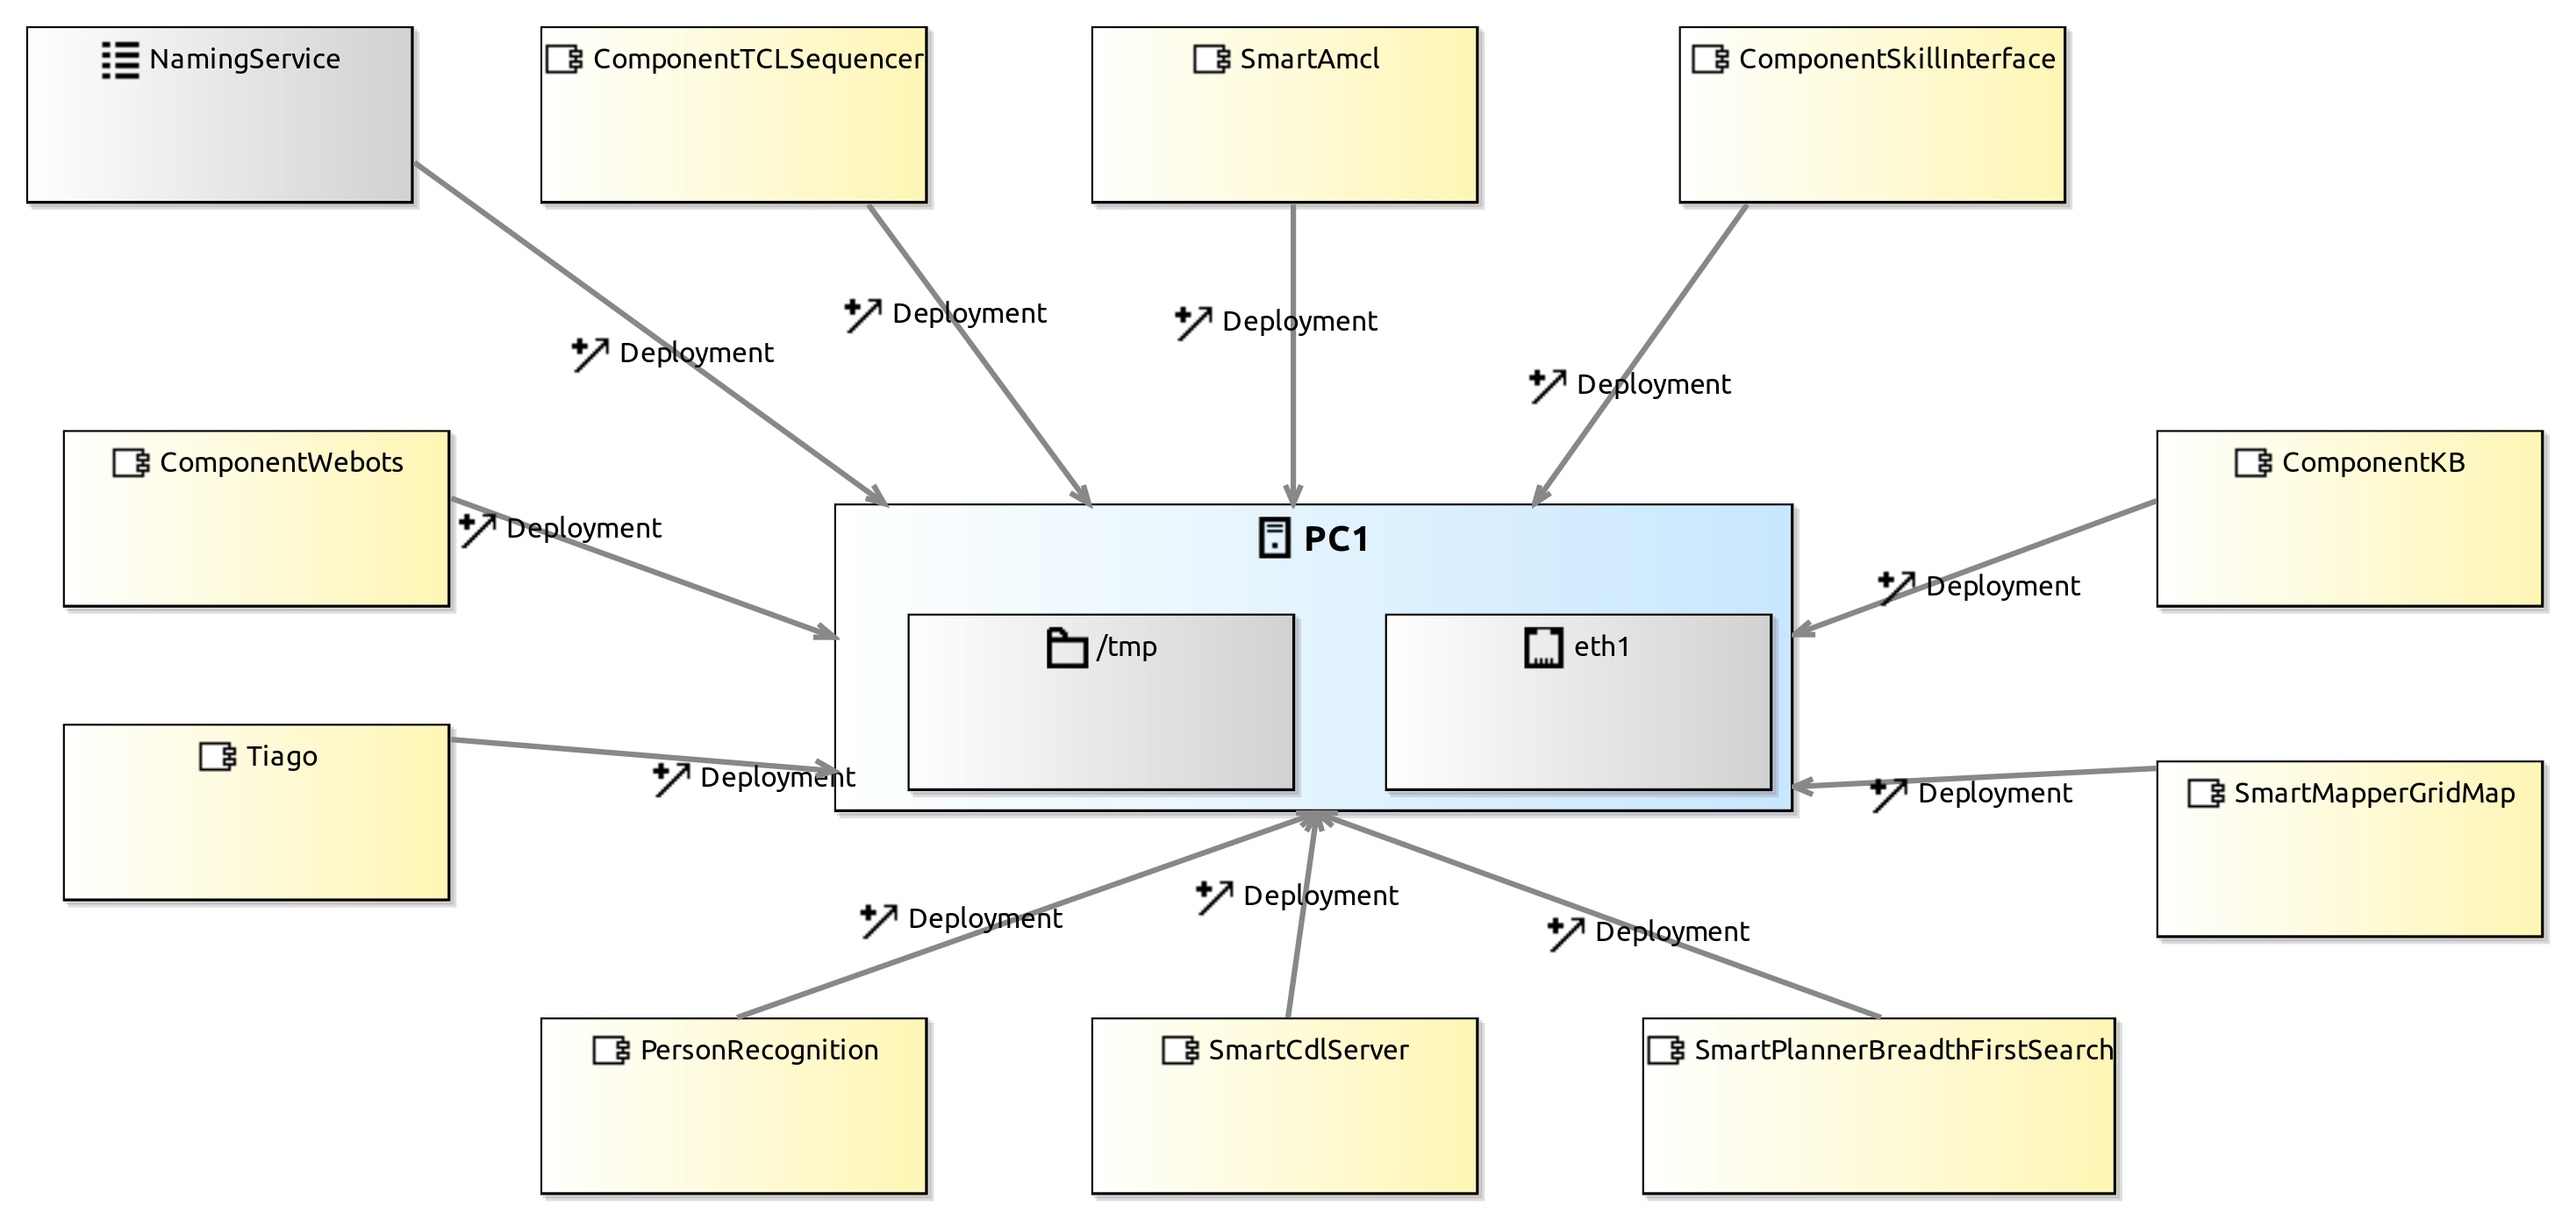 NamingService
ComponentTCLSequencer
SmartAmcl
ComponentSkillInterface
Deployment
Deployment
Deployment
Deployment
ComponentWebots
ComponentKB
Deployment
PC1
Deployment
/tmp
eth1
Tiago
Deployment
SmartMapperGridMap
Deployment
Deployment
Deployment
Deployment
PersonRecognition
SmartCdlServer
SmartPlannerBreadthFirstSearch